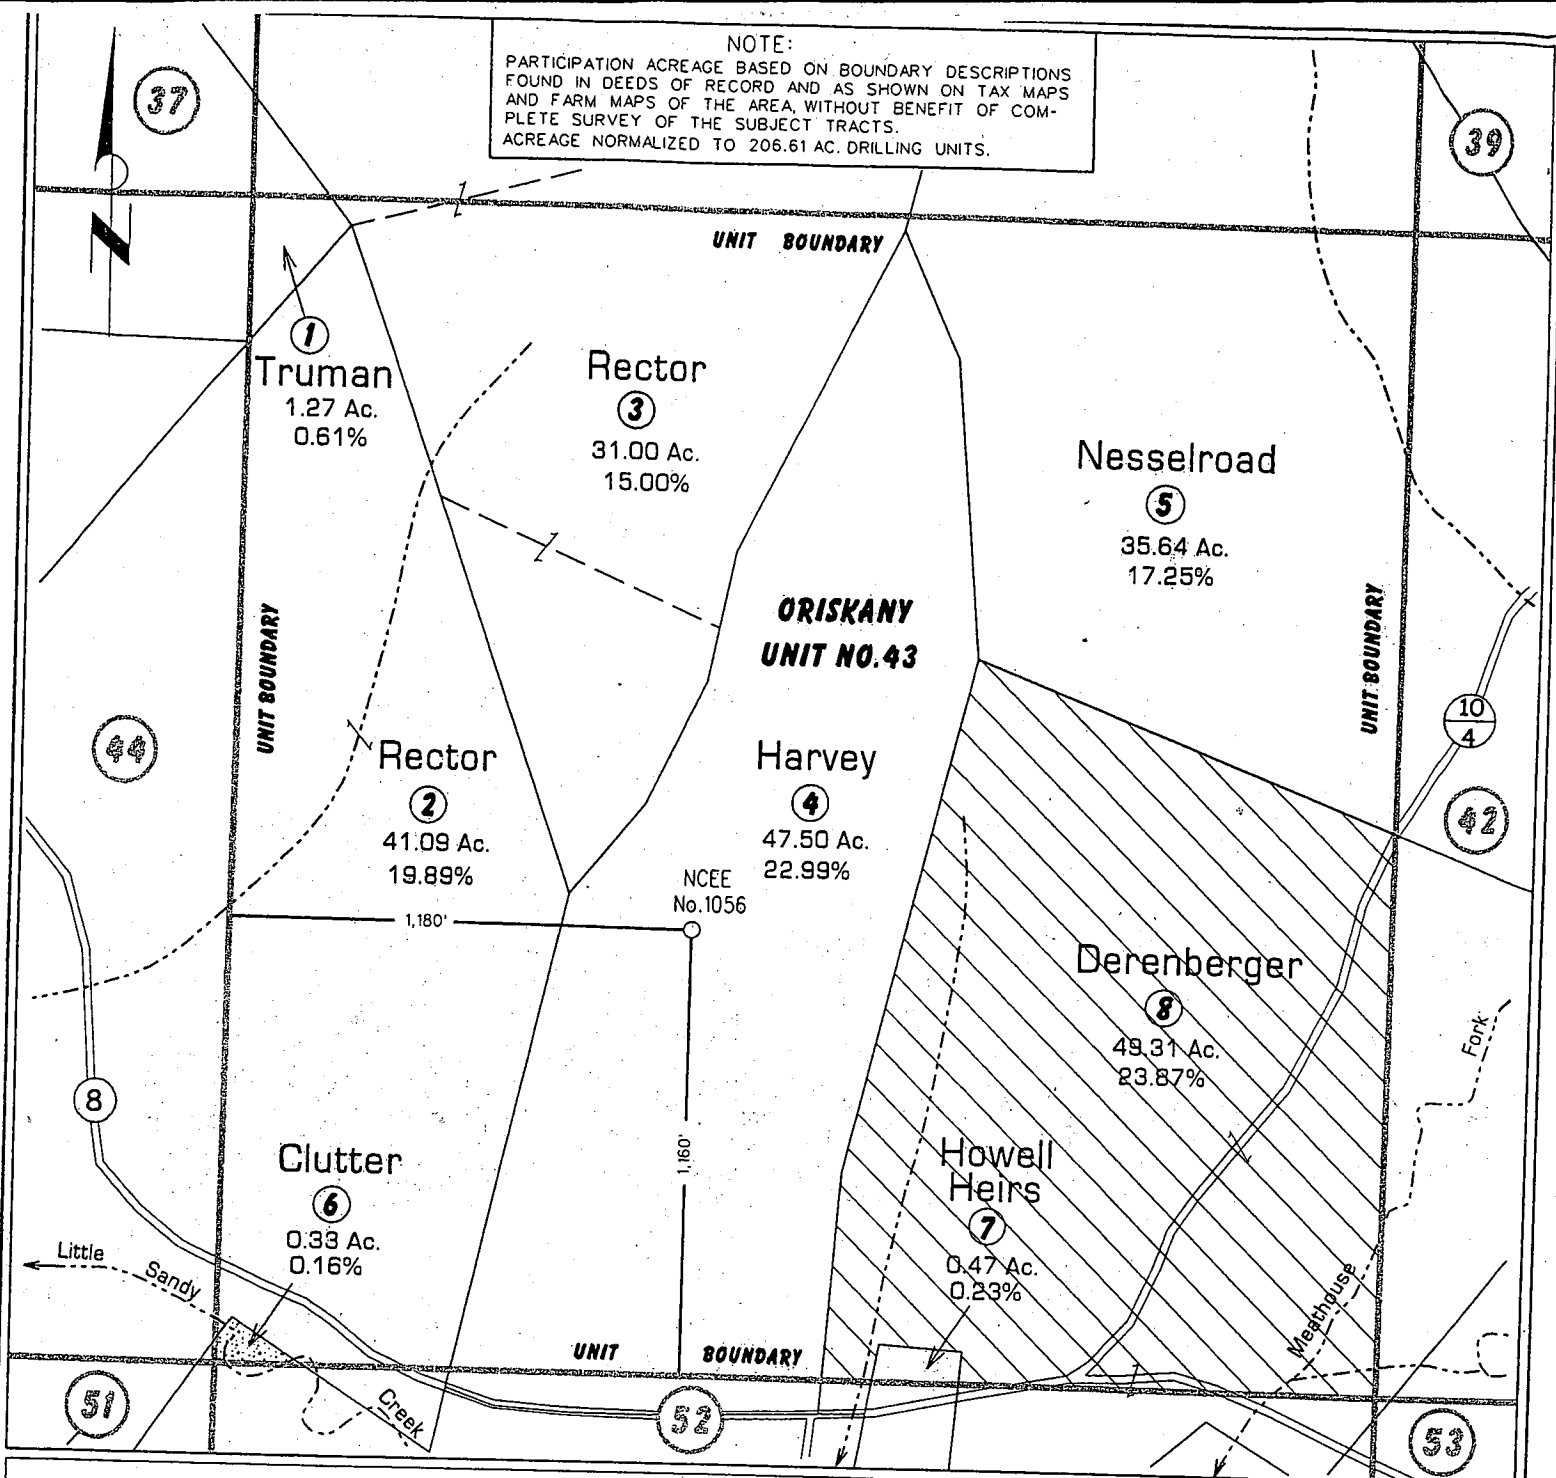 NOTE:
PARTICIPATION ACREAGE BASED ON BOUNDARY DESCRIPTIONS
FOUND IN DEEDS OF RECORD AND AS SHOWN ON TAX MAPS
AND FARM MAPS OF THE AREA, WITHOUT BENEFIT OF COM-
PLETE SURVEY OF THE SUBJECT TRACTS.
ACREAGE NORMALIZED TO 206.61 AC. DRILLING UNITS.
37
39
N
UNIT BOUNDARY
1
Truman
1.27 Ac.
0.61%
Rector
3
31.00 Ac.
15.00%
Nesselroad
5
35.64 Ac.
17.25%
ORISKANY
UNIT NO.43
UNIT BOUNDARY
UNIT BOUNDARY
44
10
4
42
Rector
2
41.09 Ac.
19.89%
Harvey
4
47.50 Ac.
22.99%
NCEE
No.1056
1,180'
1,160'
Derenberger
8
49.31 Ac.
23.87%
Fork
8
Clutter
6
0.33 Ac.
0.16%
Howell
Heirs
7
0.47 Ac.
0.23%
Little
Sandy
Creek
Meathouse
UNIT BOUNDARY
51
52
53